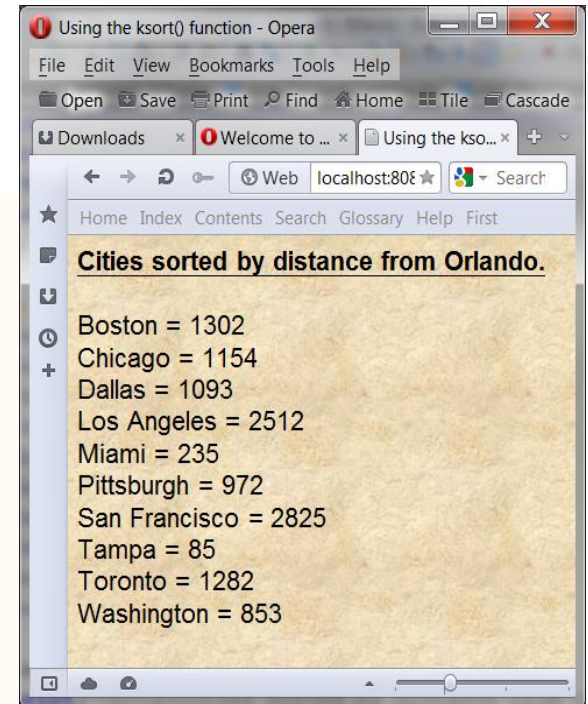 Using the ksort() function - Opera
File Edit View Bookmarks Tools Help
Open Save Print Find Home Tile Cascade
Downloads × Welcome to ... × Using the kso... ×
Web localhost:808 Search
Home Index Contents Search Glossary Help First
Cities sorted by distance from Orlando.
Boston = 1302
Chicago = 1154
Dallas = 1093
Los Angeles = 2512
Miami = 235
Pittsburgh = 972
San Francisco = 2825
Tampa = 85
Toronto = 1282
Washington = 853